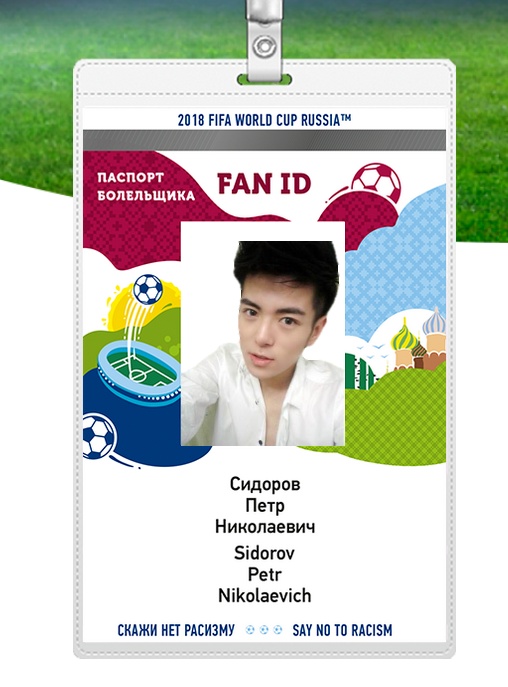 2018 FIFA WORLD CUP RUSSIA™
ПАСПОРТ
БОЛЕЛЬЩИКА
FAN ID
Сидоров
Петр
Николаевич
Sidorov
Petr
Nikolaevich
СКАЖИ НЕТ РАСИЗМУ SAY NO TO RACISM